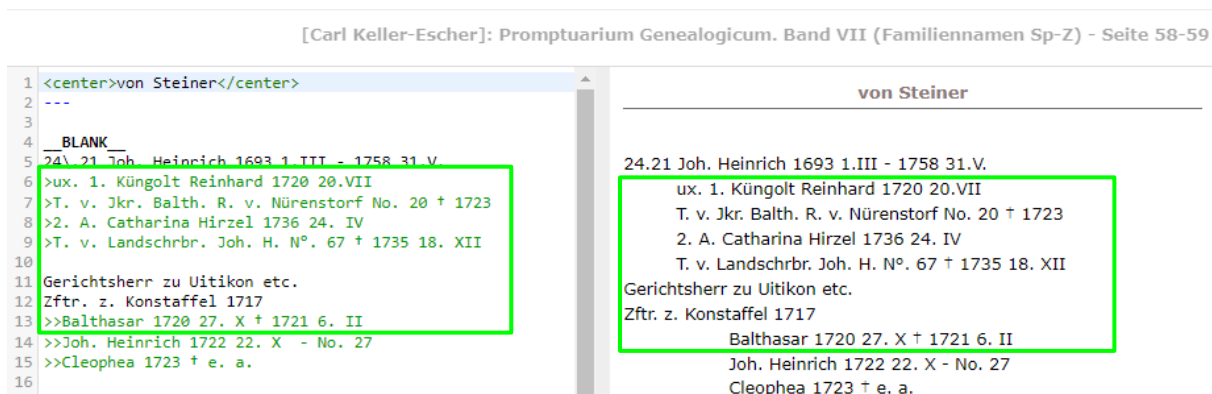 [Carl Keller-Escher]: Promptuarium Genealogicum. Band VII (Familiennamen Sp-Z) - Seite 58-59
1 <center>von Steiner</center>
2 ---
3
4 __BLANK__
5 24\.21 Joh. Heinrich 1693 1.III - 1758 31.V.
6 >ux. 1. Küngolt Reinhard 1720 20.VII
7 >T. v. Jkr. Balth. R. v. Nürenstorf No. 20 † 1723
8 >2. A. Catharina Hirzel 1736 24. IV
9 >T. v. Landschrbr. Joh. H. N°. 67 † 1735 18. XII
10
11 Gerichtsherr zu Uitikon etc.
12 Zftr. z. Konstaffel 1717
13 >>Balthasar 1720 27. X † 1721 6. II
14 >>Joh. Heinrich 1722 22. X  - No. 27
15 >>Cleophea 1723 † e. a.
16
von Steiner
24.21 Joh. Heinrich 1693 1.III - 1758 31.V.
ux. 1. Küngolt Reinhard 1720 20.VII
T. v. Jkr. Balth. R. v. Nürenstorf No. 20 † 1723
2. A. Catharina Hirzel 1736 24. IV
T. v. Landschrbr. Joh. H. N°. 67 † 1735 18. XII
Gerichtsherr zu Uitikon etc.
Zftr. z. Konstaffel 1717
Balthasar 1720 27. X † 1721 6. II
Joh. Heinrich 1722 22. X - No. 27
Cleophea 1723 † e. a.